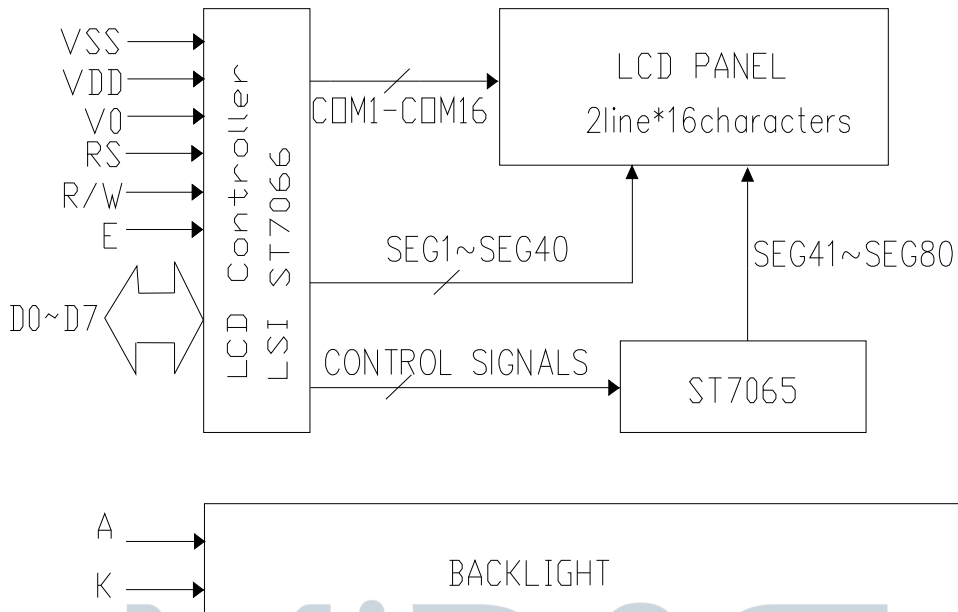 VSS
VDD
V0
RS
R/W
E
D0~D7
LCD Controller
LSI ST7066
COM1-COM16
LCD PANEL
2line*16characters
SEG1~SEG40
SEG41~SEG80
CONTROL SIGNALS
ST7065
A
K
BACKLIGHT